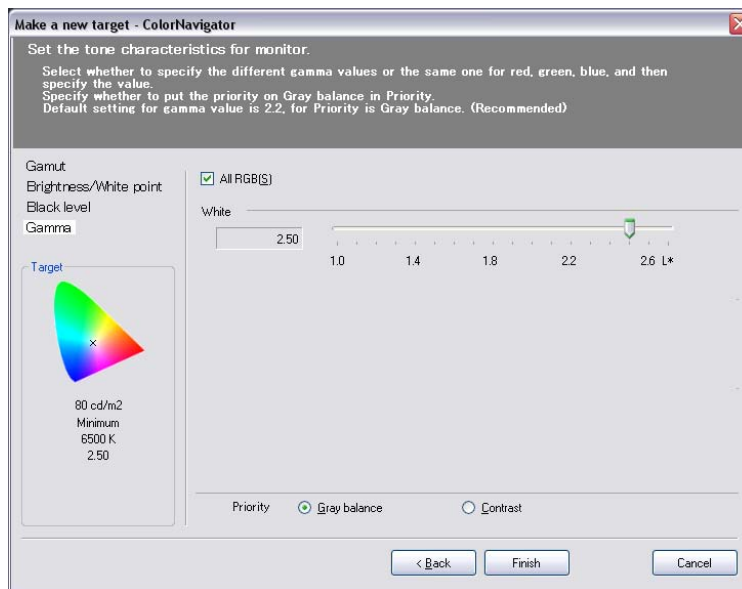 Make a new target - ColorNavigator
Set the tone characteristics for monitor.
Select whether to specify the different gamma values or the same one for red, green, blue, and then
specify the value.
Specify whether to put the priority on Gray balance in Priority.
Default setting for gamma value is 2.2, for Priority is Gray balance. (Recommended)
Gamut
Brightness/White point
Black level
Gamma
All RGB(S)
White
2.50
1.0 1.4 1.8 2.2 2.6 L*
Target
80 cd/m2
Minimum
6500 K
2.50
Priority Gray balance Contrast
< Back Finish Cancel